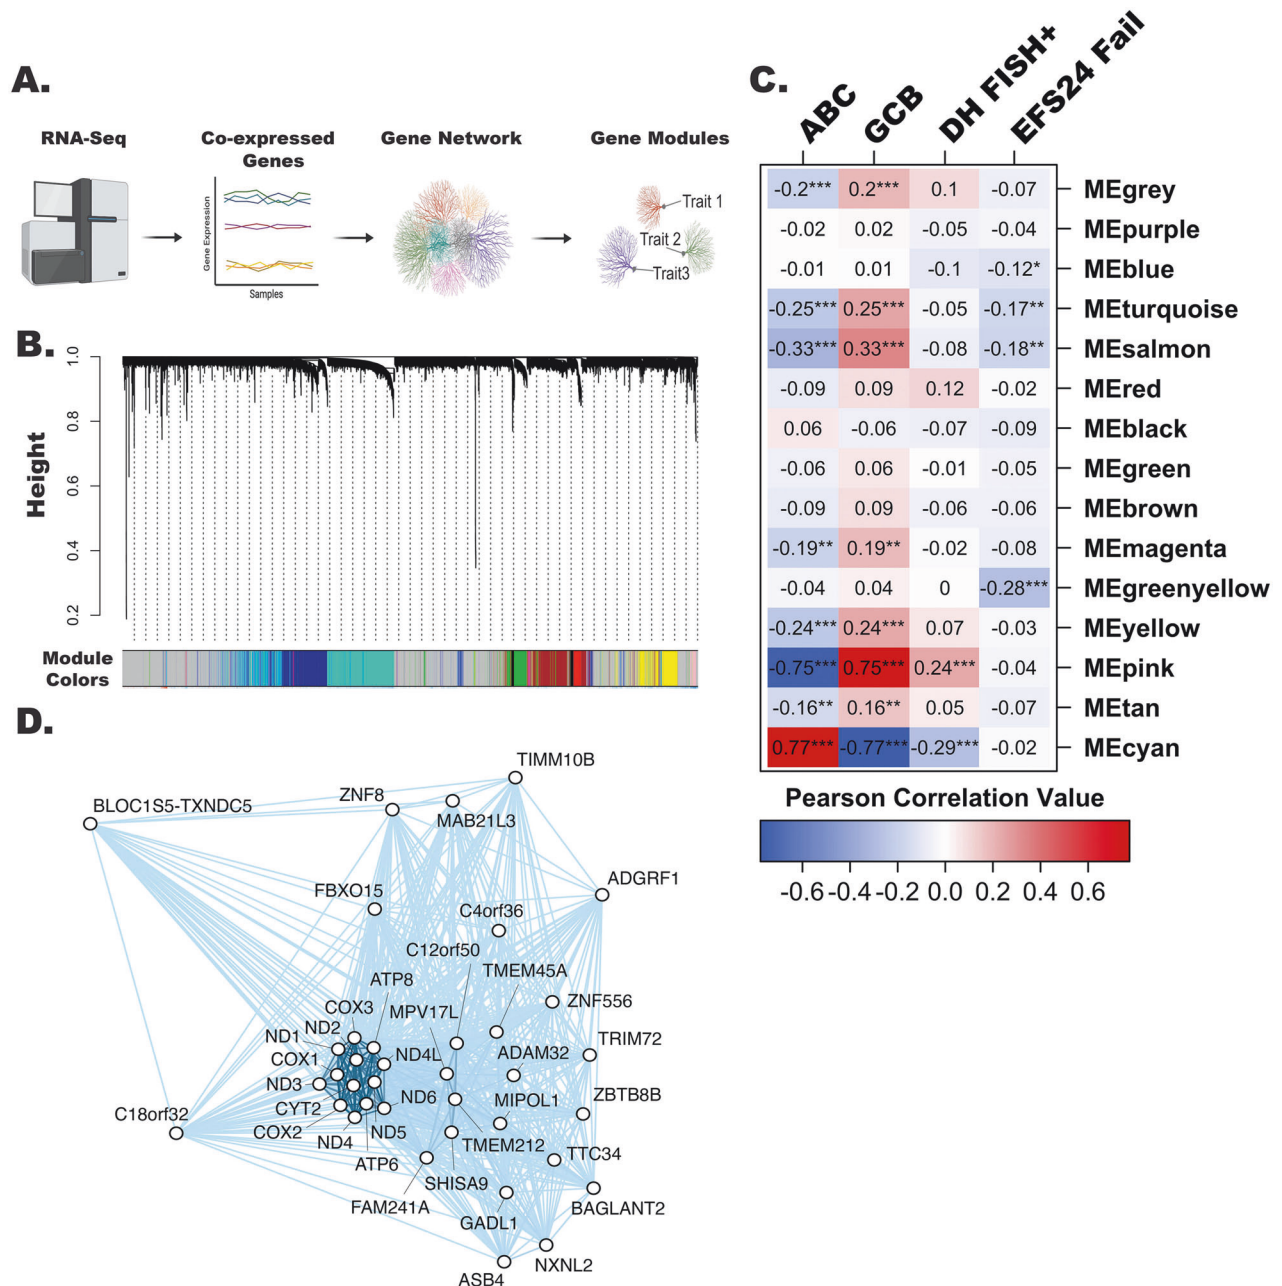 A.
RNA-Seq
Co-expressed
Genes
Gene Network
Gene Modules
Gene Expression
Samples
Trait 1
Trait 2
Trait3
B.
Height
1.0
0.8
0.6
0.4
0.2
Module
Colors
C.
ABC GCB DH FISH+ EFS24 Fail
-0.2*** 0.2*** 0.1 -0.07 MEgrey
-0.02 0.02 -0.05 -0.04 MEpurple
-0.01 0.01 -0.1 -0.12* MEblue
-0.25*** 0.25*** -0.05 -0.17** MEturquoise
-0.33*** 0.33*** -0.08 -0.18** MEsalmon
-0.09 0.09 0.12 -0.02 MEred
0.06 -0.06 -0.07 -0.09 MEblack
-0.06 0.06 -0.01 -0.05 MEgreen
-0.09 0.09 -0.06 -0.06 MEbrown
-0.19** 0.19** -0.02 -0.08 MEmagenta
-0.04 0.04 0 -0.28*** MEgreenyellow
-0.24*** 0.24*** 0.07 -0.03 MEyellow
-0.75*** 0.75*** 0.24*** -0.04 MEpink
-0.16** 0.16** 0.05 -0.07 MEtan
0.77*** -0.77*** -0.29*** -0.02 MEcyan
Pearson Correlation Value
-0.6 -0.4 -0.2 0.0 0.2 0.4 0.6
D.
TIMM10B
BLOC1S5-TXNDC5
ZNF8
MAB21L3
FBXO15
ADGRF1
C4orf36
C12orf50
ATP8
TMEM45A
COX3
MPV17L
ZNF556
ND2
ND1
TRIM72
COX1
ND4L
ADAM32
ND3
ZBTB8B
CYT2
ND6
MIPOL1
C18orf32
COX2
ND4
ND5
TMEM212
TTC34
ATP6
SHISA9
FAM241A
BAGLANT2
GADL1
NXNL2
ASB4